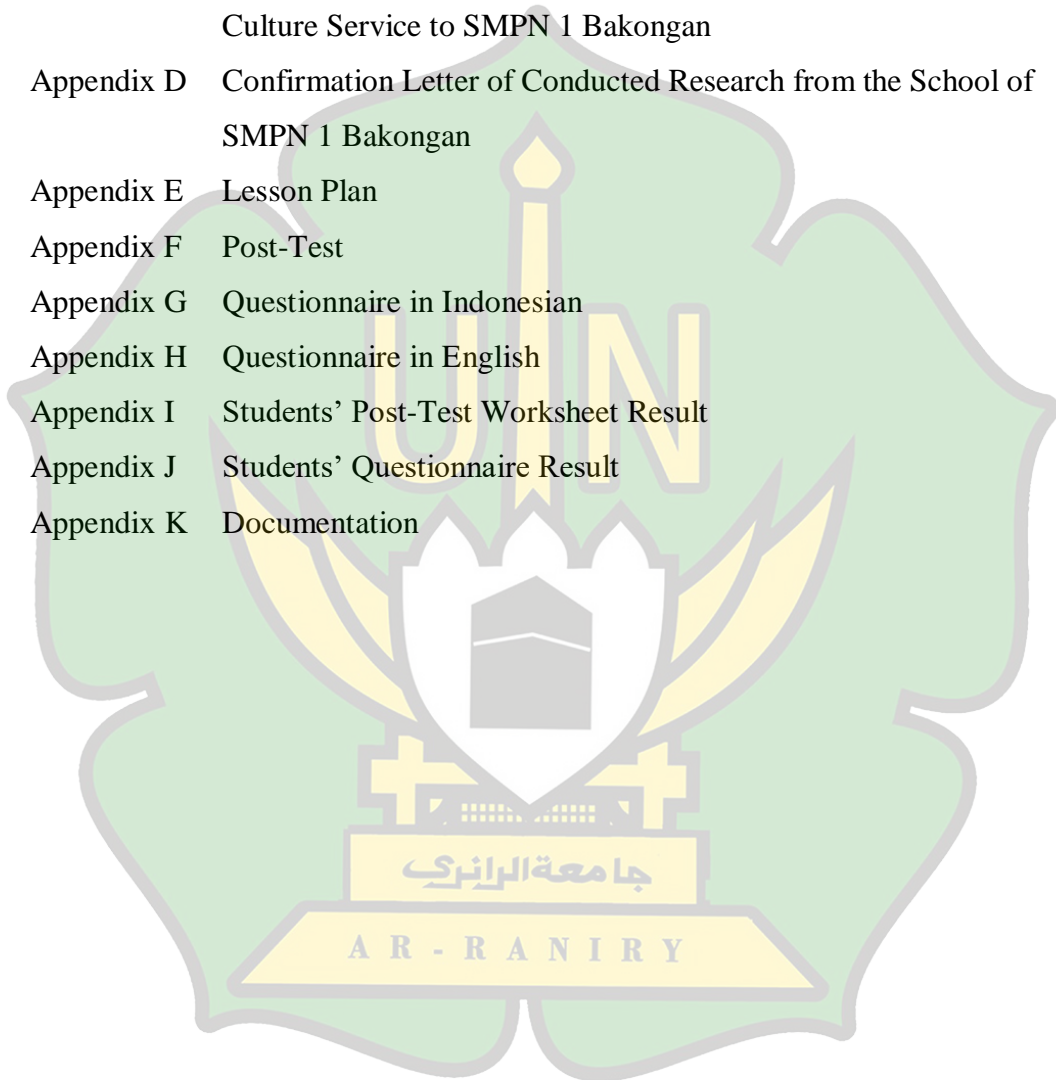 Culture Service to SMPN 1 Bakongan
Appendix D Confirmation Letter of Conducted Research from the School of
SMPN 1 Bakongan
Appendix E Lesson Plan
Appendix F Post-Test
Appendix G Questionnaire in Indonesian
Appendix H Questionnaire in English
Appendix I Students’ Post-Test Worksheet Result
Appendix J Students’ Questionnaire Result
Appendix K Documentation
UIN
جامعة الرانري
AR-RANIRY